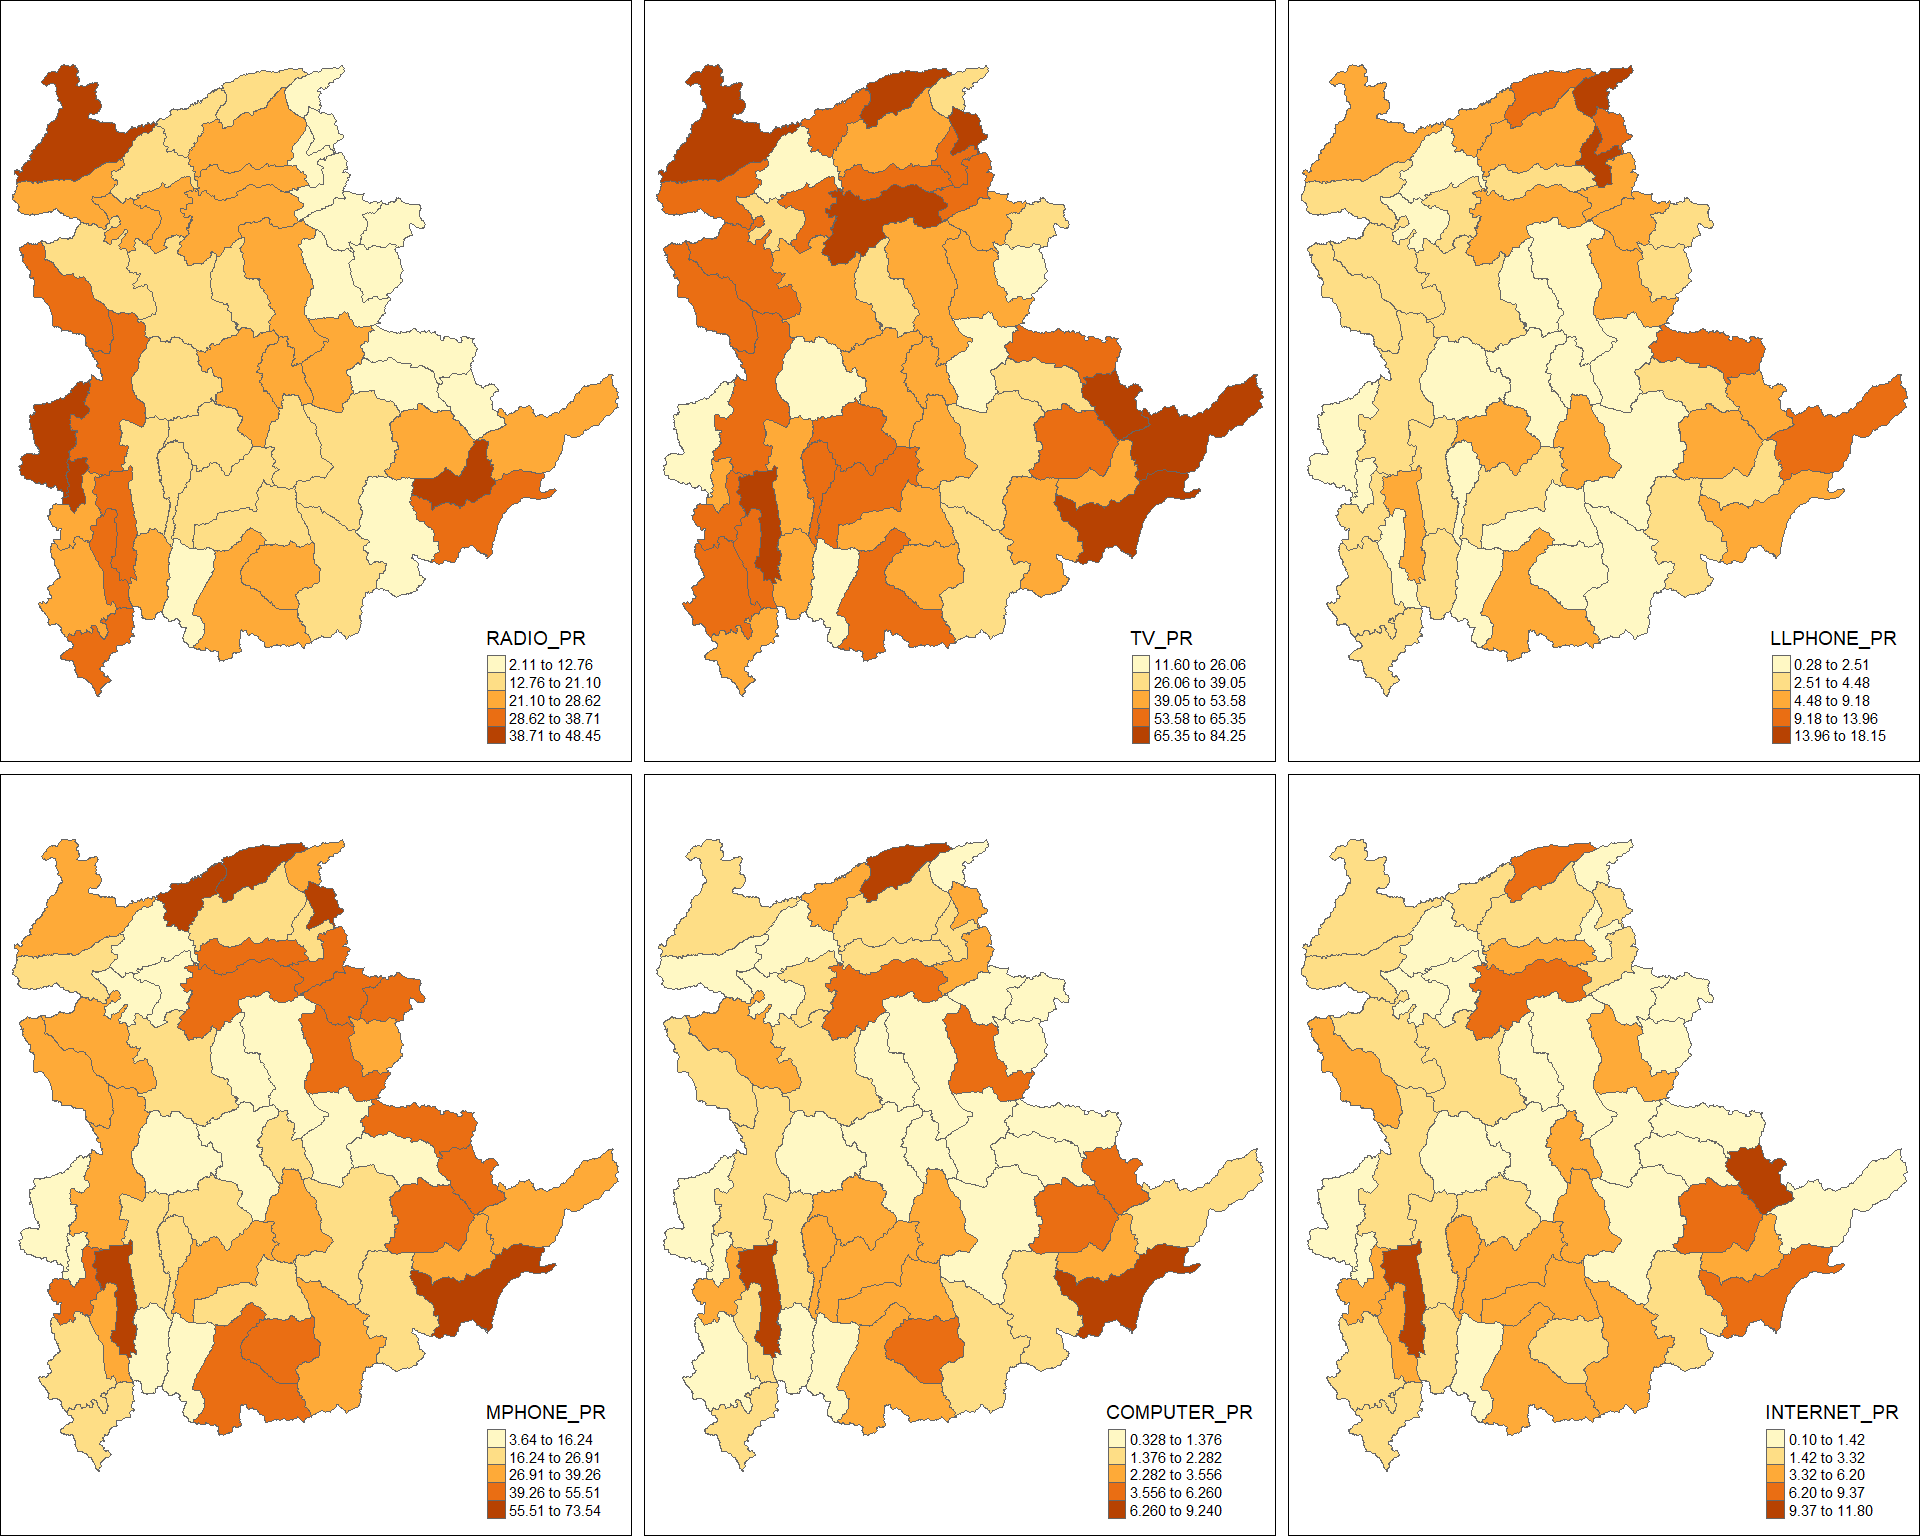 RADIO_PR
2.11 to 12.76
12.76 to 21.10
21.10 to 28.62
28.62 to 38.71
38.71 to 48.45
TV_PR
11.60 to 26.06
26.06 to 39.05
39.05 to 53.58
53.58 to 65.35
65.35 to 84.25
LLPHONE_PR
0.28 to 2.51
2.51 to 4.48
4.48 to 9.18
9.18 to 13.96
13.96 to 18.15
MPHONE_PR
3.64 to 16.24
16.24 to 26.91
26.91 to 39.26
39.26 to 55.51
55.51 to 73.54
COMPUTER_PR
0.328 to 1.376
1.376 to 2.282
2.282 to 3.556
3.556 to 6.260
6.260 to 9.240
INTERNET_PR
0.10 to 1.42
1.42 to 3.32
3.32 to 6.20
6.20 to 9.37
9.37 to 11.80